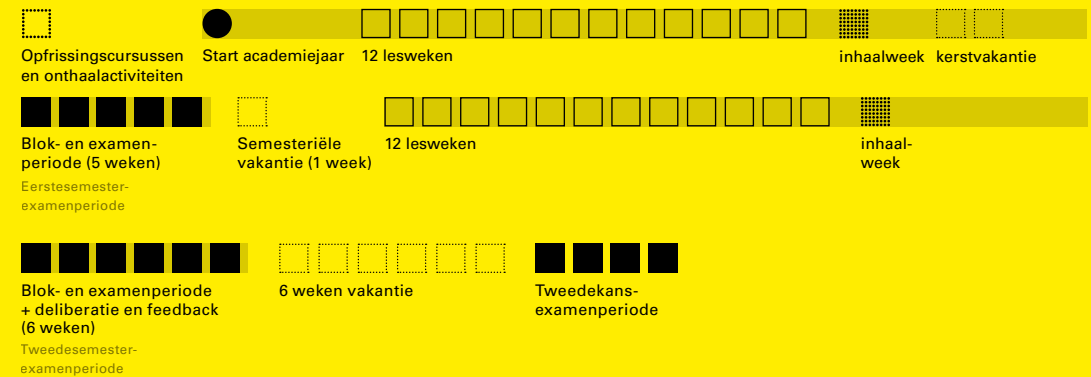 Opfrissingscursussen
en onthaalactiviteiten
Start academiejaar
12 lesweken
inhaalweek
kerstvakantie
Blok- en examen-
periode (5 weken)
Eerstesemester-
examenperiode
Semesteriële
vakantie (1 week)
12 lesweken
inhaal-
week
Blok- en examenperiode
+ deliberatie en feedback
(6 weken)
Tweedesemester-
examenperiode
6 weken vakantie
Tweedekans-
examenperiode